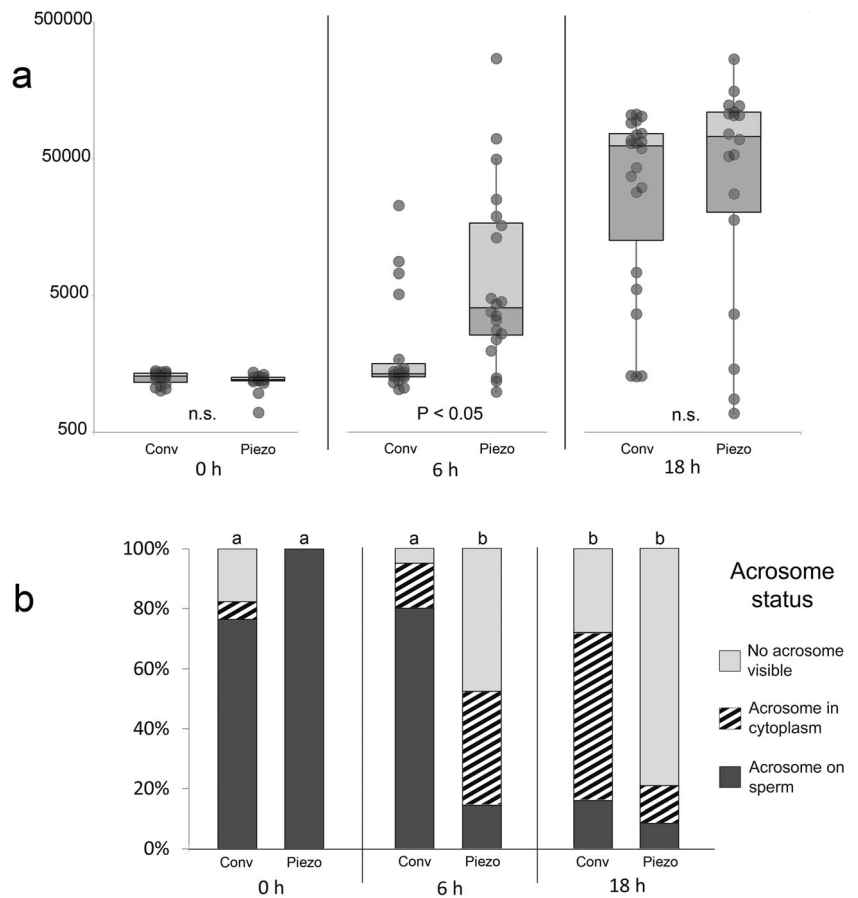 a
500000
50000
5000
500
n.s.
P < 0.05
n.s.
Conv Piezo Conv Piezo Conv Piezo
0 h 6 h 18 h
b
100%
80%
60%
40%
20%
0%
a a a b b b
Conv Piezo Conv Piezo Conv Piezo
0 h 6 h 18 h
Acrosome
status
No acrosome
visible
Acrosome in
cytoplasm
Acrosome on
sperm